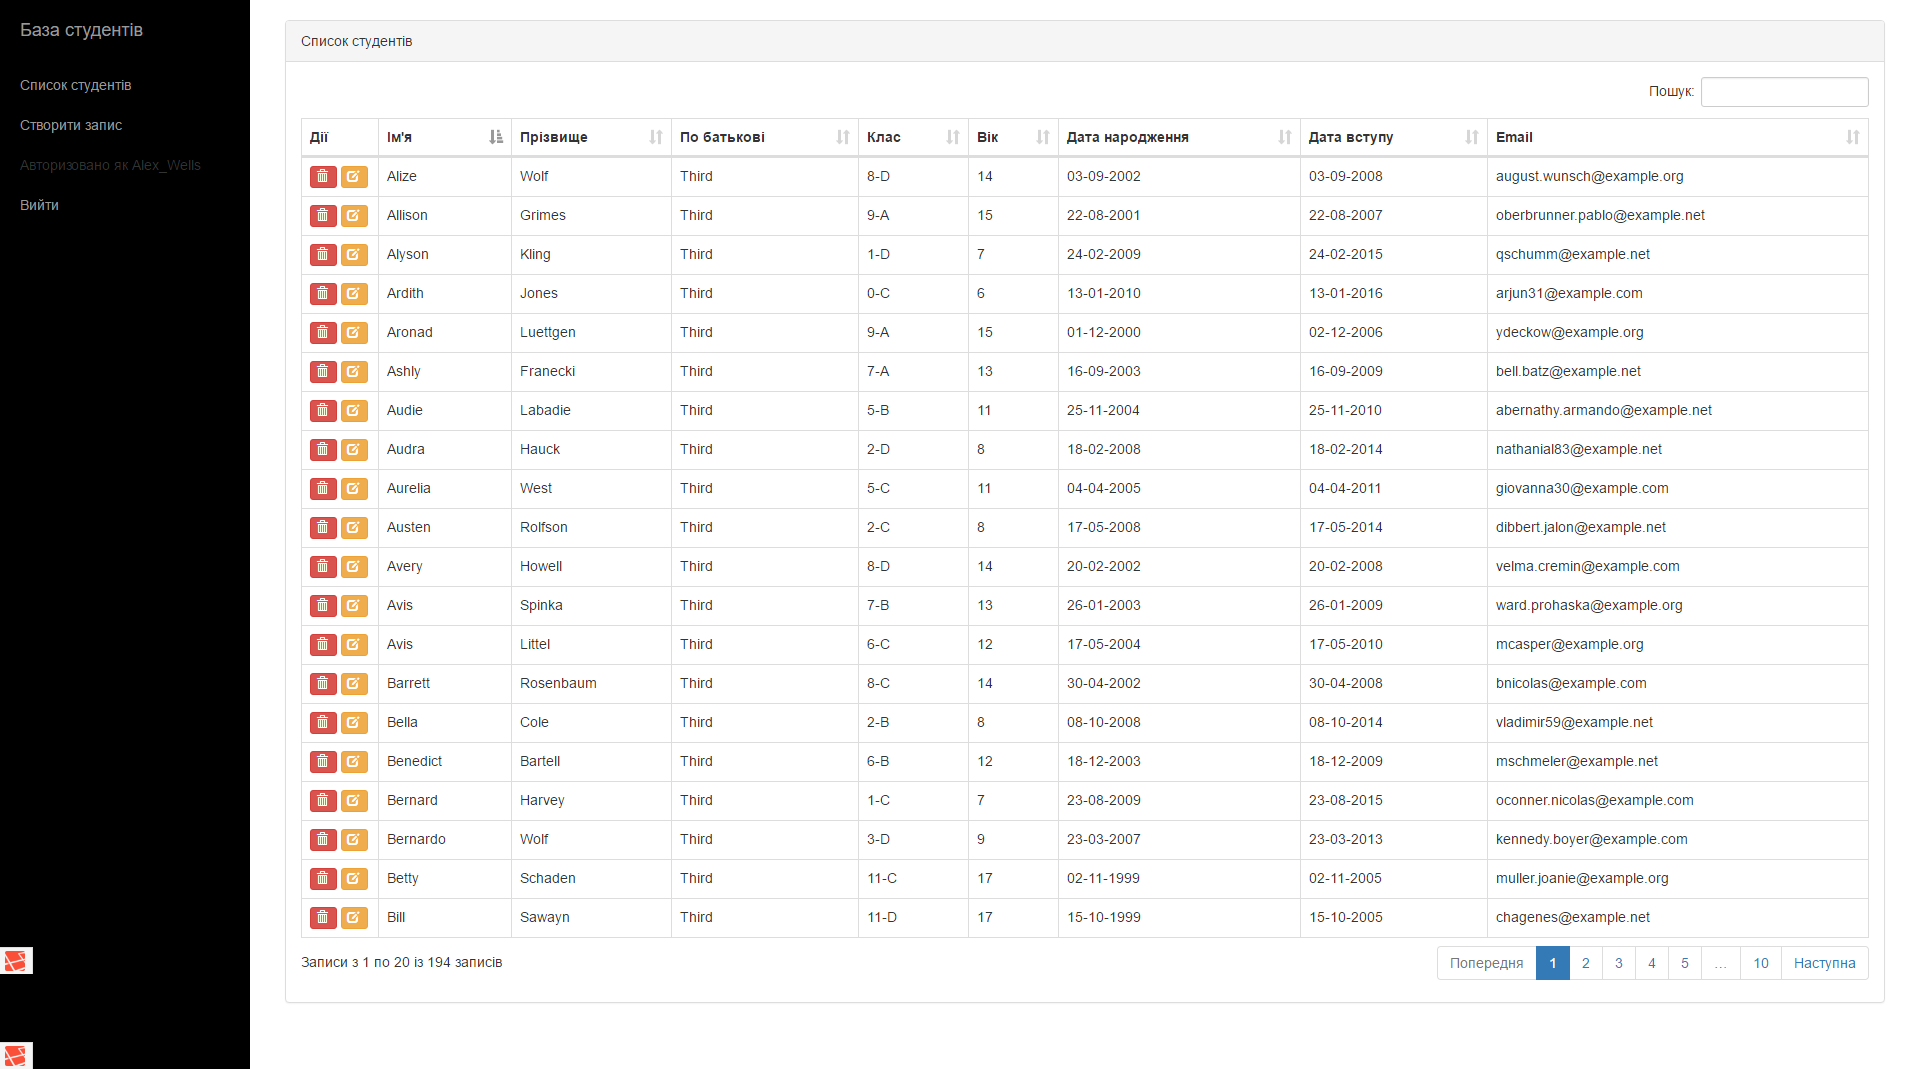 База студентів
Список студентів
Створити запис
Авторизовано як Alex_Wells
Вийти
Список студентів
Пошук:
Дії Ім'я Прізвище По батькові Клас Вік Дата народження Дата вступу Email
Alize Wolf Third 8-D 14 03-09-2002 03-09-2008 august.wunsch@example.org
Allison Grimes Third 9-A 15 22-08-2001 22-08-2007 oberbrunner.pablo@example.net
Alyson Kling Third 1-D 7 24-02-2009 24-02-2015 qschumm@example.net
Ardith Jones Third 0-C 6 13-01-2010 13-01-2016 arjun31@example.com
Aronad Luettgen Third 9-A 15 01-12-2000 02-12-2006 ydeckow@example.org
Ashly Franecki Third 7-A 13 16-09-2003 16-09-2009 bell.batz@example.net
Audie Labadie Third 5-B 11 25-11-2004 25-11-2010 abernathy.armando@example.net
Audra Hauck Third 2-D 8 18-02-2008 18-02-2014 nathanial83@example.net
Aurelia West Third 5-C 11 04-04-2005 04-04-2011 giovanna30@example.com
Austen Rolfson Third 2-C 8 17-05-2008 17-05-2014 dibbert.jalon@example.net
Avery Howell Third 8-D 14 20-02-2002 20-02-2008 velma.cremin@example.com
Avis Spinka Third 7-B 13 26-01-2003 26-01-2009 ward.prohaska@example.org
Avis Littel Third 6-C 12 17-05-2004 17-05-2010 mcasper@example.org
Barrett Rosenbaum Third 8-C 14 30-04-2002 30-04-2008 bnicolas@example.com
Bella Cole Third 2-B 8 08-10-2008 08-10-2014 vladimir59@example.net
Benedict Bartell Third 6-B 12 18-12-2003 18-12-2009 mschmeler@example.net
Bernard Harvey Third 1-C 7 23-08-2009 23-08-2015 oconner.nicolas@example.com
Bernardo Wolf Third 3-D 9 23-03-2007 23-03-2013 kennedy.boyer@example.com
Betty Schaden Third 11-C 17 02-11-1999 02-11-2005 muller.joanie@example.org
Bill Sawayn Third 11-D 17 15-10-1999 15-10-2005 chagenes@example.net
Записи з 1 по 20 із 194 записів
Попередня 1 2 3 4 5 … 10 Наступна